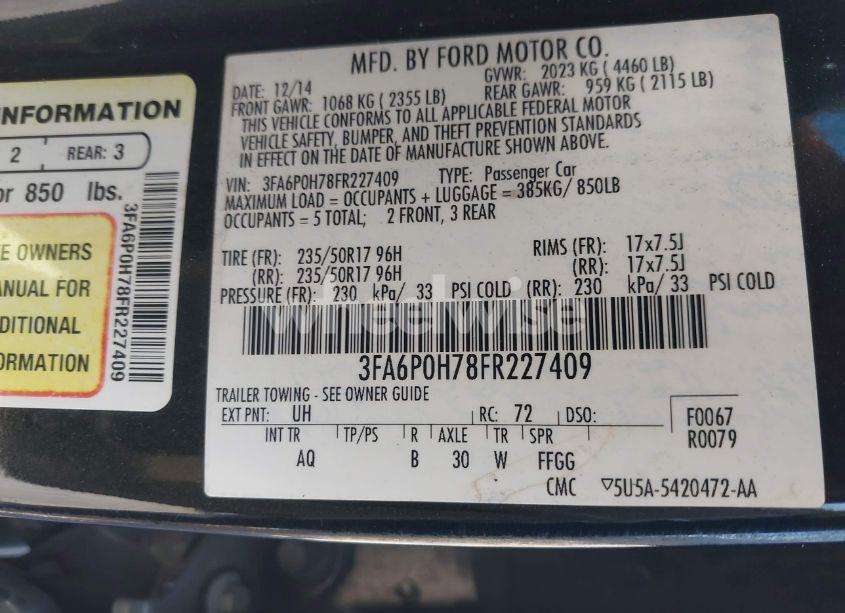 INFORMATION
2 REAR: 3
or 850 lbs.
OWNERS
MANUAL FOR
DDITIONAL
ORMATION
3FA6P0H78FR227409
MFD. BY FORD MOTOR CO.
DATE: 12/14 GVWR: 2023 KG ( 4460 LB)
FRONT GAWR: 1068 KG ( 2355 LB) REAR GAWR: 959 KG ( 2115 LB)
THIS VEHICLE CONFORMS TO ALL APPLICABLE FEDERAL MOTOR
VEHICLE SAFETY, BUMPER, AND THEFT PREVENTION STANDARDS
IN EFFECT ON THE DATE OF MANUFACTURE SHOWN ABOVE.
VIN: 3FA6P0H78FR227409 TYPE: Passenger Car
MAXIMUM LOAD = OCCUPANTS + LUGGAGE = 385KG/ 850LB
OCCUPANTS = 5 TOTAL; 2 FRONT, 3 REAR
TIRE (FR): 235/50R17 96H RIMS (FR): 17x7.5J
(RR): 235/50R17 96H (RR): 17x7.5J
PRESSURE (FR): 230 kPa/ 33 PSI COLD (RR): 230 kPa/ 33 PSI COLD
wheelwise
3FA6P0H78FR227409
TRAILER TOWING - SEE OWNER GUIDE
EXT PNT: UH RC: 72 DSO: F0067
R0079
INT TR TP/PS R AXLE TR SPR
AQ B 30 W FFGG
CMC ▽5U5A-5420472-AA